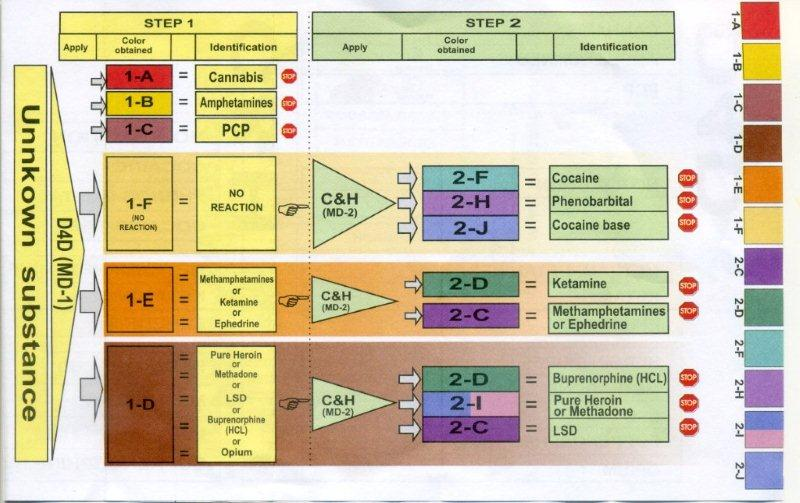 STEP 1
STEP 2
Apply
Color
obtained
Identification
Apply
Color
obtained
Identification
Unnkown substance
D4D (MD-1)
1-A
=
Cannabis
STOP
1-B
=
Amphetamines
STOP
1-C
=
PCP
STOP
1-F
(NO
REACTION)
=
NO
REACTION
C&H
(MD-2)
2-F
=
Cocaine
STOP
2-H
=
Phenobarbital
STOP
2-J
=
Cocaine base
STOP
1-E
=
=
=
Methamphetamines
or
Ketamine
or
Ephedrine
C&H
(MD-2)
2-D
=
Ketamine
STOP
2-C
=
Methamphetamines
or Ephedrine
STOP
1-D
=
=
=
=
=
Pure Heroin
or
Methadone
or
LSD
or
Buprenorphine
(HCL)
or
Opium
C&H
(MD-2)
2-D
=
Buprenorphine (HCL)
STOP
2-I
=
Pure Heroin
or Methadone
STOP
2-C
=
LSD
STOP
1-A
1-B
1-C
1-D
1-E
1-F
2-C
2-D
2-F
2-H
2-I
2-J